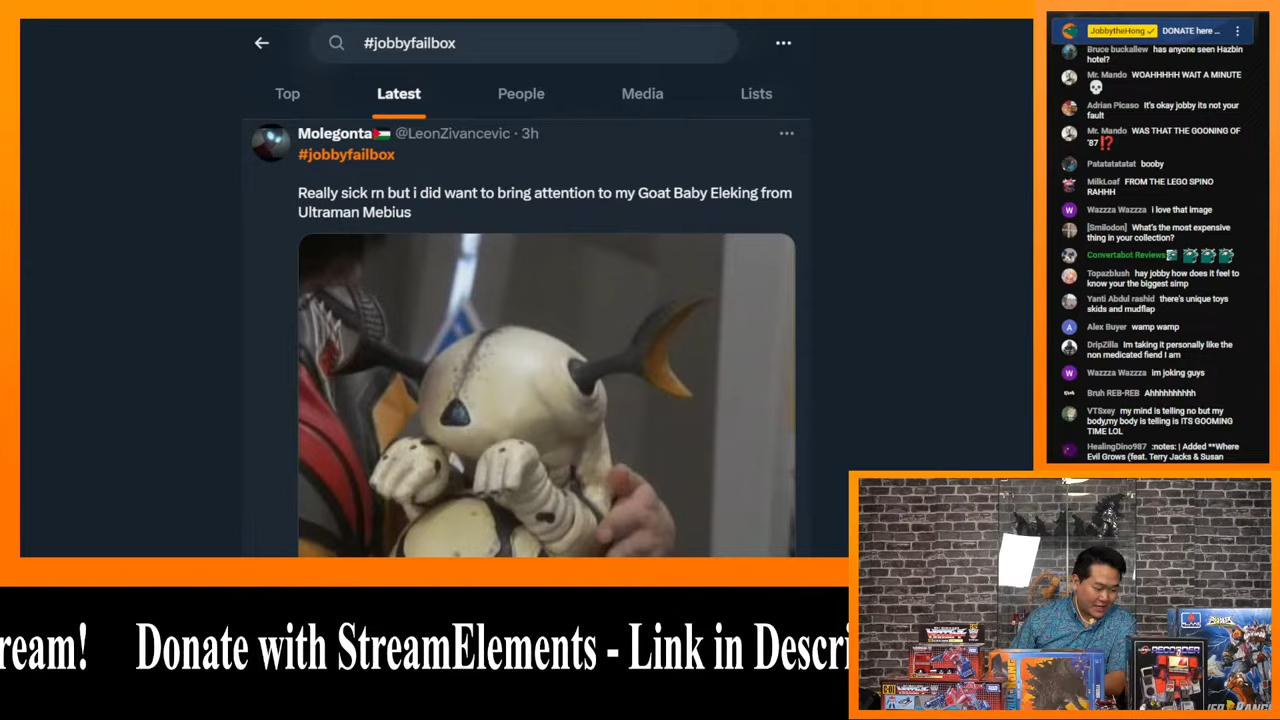 #jobbyfailbox
Top Latest People Media Lists
Molegonta🇵🇸 @LeonZivancevic · 3h
#jobbyfailbox
Really sick rn but i did want to bring attention to my Goat Baby Eleking from
Ultraman Mebius
JobbytheHong DONATE here ...
Bruce buckallew has anyone seen Hazbin
hotel?
Mr. Mando WOAHHHHH WAIT A MINUTE
💀
Adrian Picaso It's okay jobby its not your
fault
Mr. Mando WAS THAT THE GOONING OF
'87 ⁉️
Patatatatatat booby
MilkLoaf FROM THE LEGO SPINO
RAHHH
W Wazzza Wazzza i love that image
[Smilodon] What's the most expensive
thing in your collection?
Convertabot Reviews
Topazblush hay jobby how does it feel to
know your the biggest simp
Yanti Abdul rashid there's unique toys
skids and mudflap
A Alex Buyer wamp wamp
DripZilla Im taking it personally like the
non medicated fiend I am
W Wazzza Wazzza im joking guys
Bruh REB-REB Ahhhhhhhhhh
VTSxey my mind is telling no but my
body,my body is telling is ITS GOOMING
TIME LOL
HealingDino987 :notes: | Added **Where
Evil Grows (feat. Terry Jacks & Susan
RECORDER
ream! Donate with StreamElements - Link in Descri